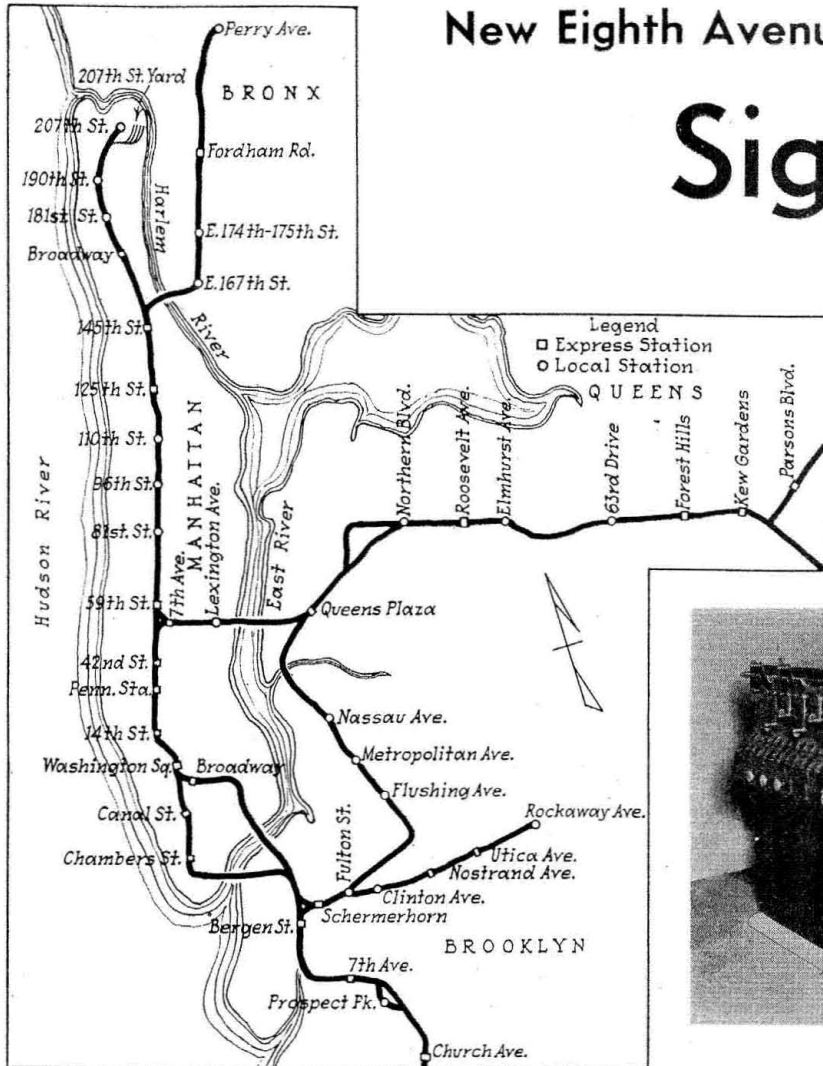 New Eighth Avenu
Sig
Perry Ave.
207th St. Yard
BRONX
207th St.
Fordham Rd.
190th St.
Harlem
181st. St.
E.174th-175th St.
Broadway
E.167th St.
River
145th St.
Legend
Express Station
Local Station
QUEENS
125th St.
MANHATTAN
110th St.
96th St.
81st. St.
Hudson River
East River
Northern Blvd.
Roosevelt Ave.
Elmhurst Ave.
63rd Drive
Forest Hills
Kew Gardens
Parsons Blvd.
59th St.
7th Ave.
Lexington Ave.
Queens Plaza
42nd St.
Penn. Sta.
14th St.
Nassau Ave.
Washington Sq.
Broadway
Metropolitan Ave.
Canal St.
Flushing Ave.
Rockaway Ave.
Fulton St.
Chambers St.
Utica Ave.
Nostrand Ave.
Clinton Ave.
Schermerhorn
Bergen St.
BROOKLYN
7th Ave.
Prospect Pk.
Church Ave.